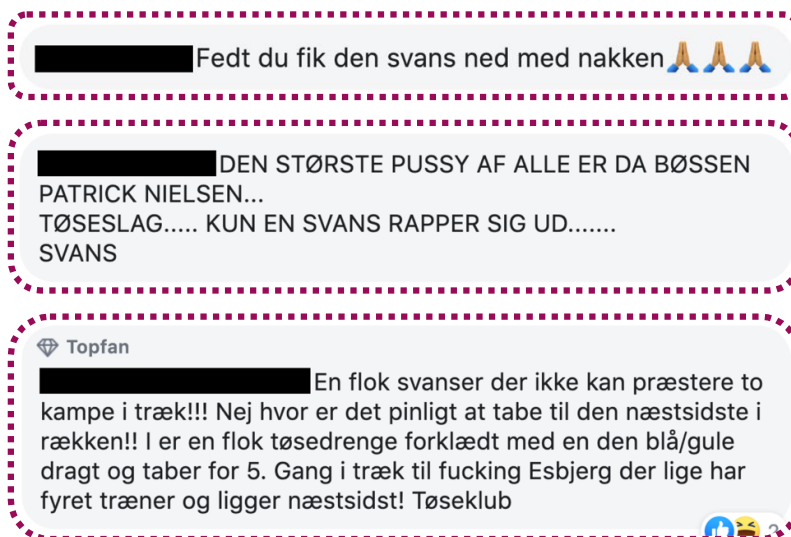 Fedt du fik den svans ned med nakken🙏🏽🙏🏽🙏🏽
DEN STØRSTE PUSSY AF ALLE ER DA BØSSEN
PATRICK NIELSEN...
TØSESLAG..... KUN EN SVANS RAPPER SIG UD.......
SVANS
Topfan
En flok svanser der ikke kan præstere to
kampe i træk!!! Nej hvor er det pinligt at tabe til den næstsidste i
rækken!! I er en flok tøsedrenge forklædt med en den blå/gule
dragt og taber for 5. Gang i træk til fucking Esbjerg der lige har
fyret træner og ligger næstsidst! Tøseklub